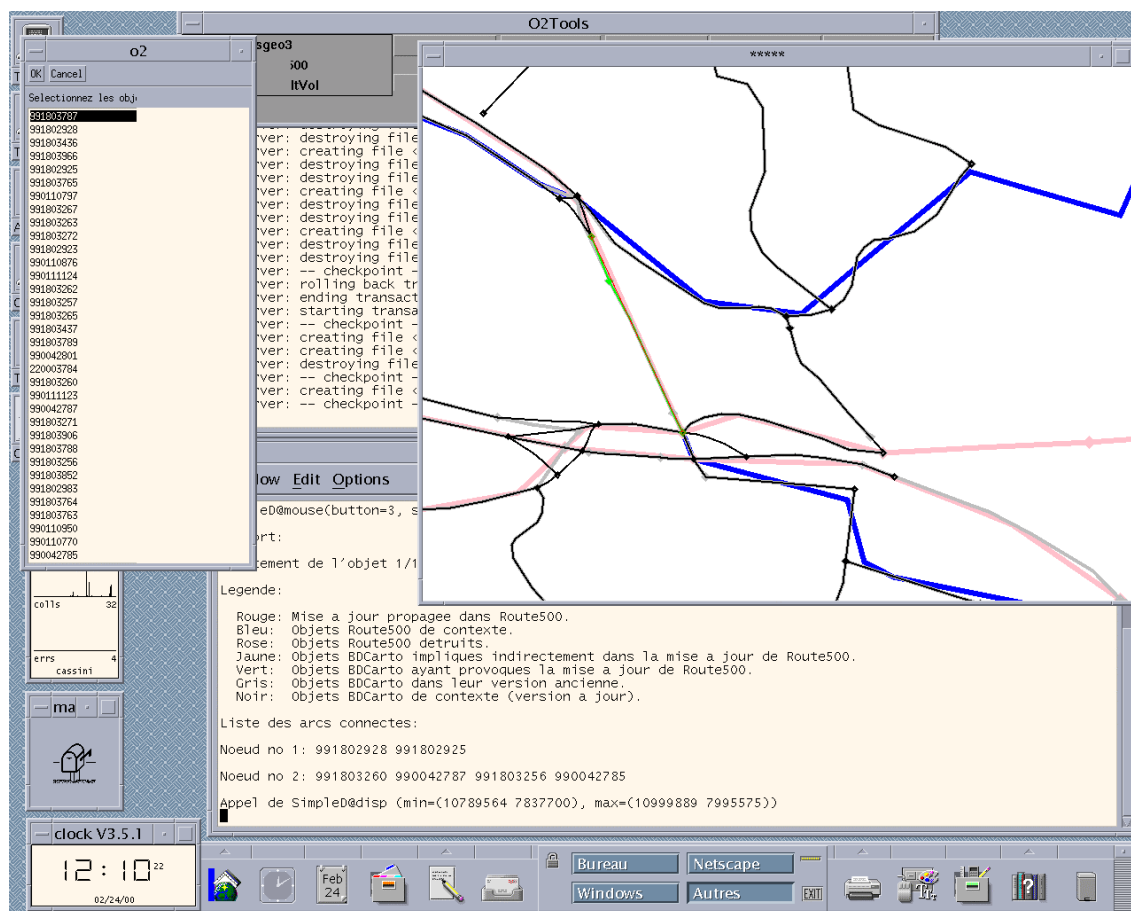 O2Tools
o2
OK Cancel
Selectionnez les obj
991803787
991802928
991803436
991803966
991802925
991803765
990110797
991803267
991803263
991803272
991802923
990110876
990111124
991803262
991803257
991803265
991803437
991803789
990042801
220003784
991803260
990111123
990042787
991803271
991803906
991803788
991803256
991803852
991802983
991803764
991803763
990110950
990110770
990042785
sgeo3
500
ltVol
*****
rver: destroying file
rver: creating file <
rver: destroying file
rver: destroying file
rver: creating file <
rver: destroying file
rver: destroying file
rver: creating file <
rver: destroying file
rver: destroying file
rver: -- checkpoint -
rver: rolling back tr
rver: ending transact
rver: starting transa
rver: -- checkpoint -
rver: creating file <
rver: creating file <
rver: destroying file
rver: -- checkpoint -
rver: creating file <
rver: -- checkpoint -
ow Edit Options
eD@mouse(button=3, s
ort:
tement de l'objet 1/1
Legende:
Rouge: Mise a jour propagee dans Route500.
Bleu: Objets Route500 de contexte.
Rose: Objets Route500 detruits.
Jaune: Objets BDCarto impliques indirectement dans la mise a jour de Route500.
Vert: Objets BDCarto ayant provoques la mise a jour de Route500.
Gris: Objets BDCarto dans leur version ancienne.
Noir: Objets BDCarto de contexte (version a jour).
Liste des arcs connectes:
Noeud no 1: 991802928 991802925
Noeud no 2: 991803260 990042787 991803256 990042785
Appel de SimpleD@disp (min=(10789564 7837700), max=(10999889 7995575))
colls 32
errs 4
cassini
ma
clock V3.5.1
12:10 22
02/24/00
Feb
24
Bureau
Netscape
Windows
Autres
EXIT